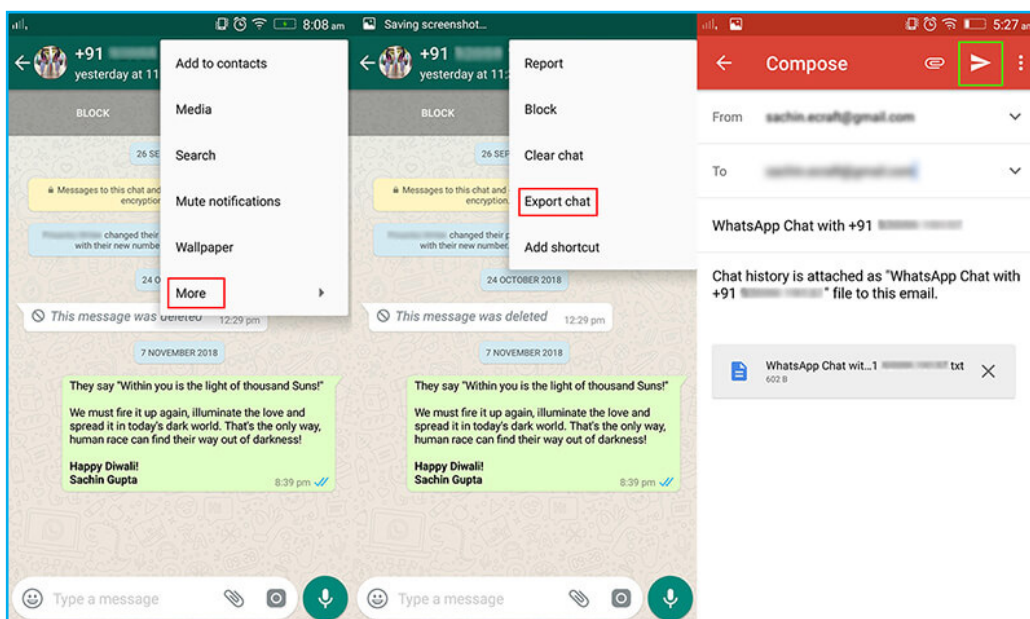 8:08 am
+91
yesterday at 11
BLOCK
Add to contacts
Media
Search
Mute notifications
Wallpaper
More
26 SE
Messages to this chat and
encryption
changed their
with their new number
24 O
This message was deleted 12:29 pm
7 NOVEMBER 2018
They say "Within you is the light of thousand Suns!"
We must fire it up again, illuminate the love and
spread it in today's dark world. That's the only way,
human race can find their way out of darkness!
Happy Diwali!
Sachin Gupta
8:39 pm
Type a message
Saving screenshot...
+91
yesterday at 11:
BLOCK
Report
Block
Clear chat
Export chat
Add shortcut
26 SEP
Messages to this chat and
encryption.
changed their p
with their new number.
24 OCTOBER 2018
This message was deleted 12:29 pm
7 NOVEMBER 2018
They say "Within you is the light of thousand Suns!"
We must fire it up again, illuminate the love and
spread it in today's dark world. That's the only way,
human race can find their way out of darkness!
Happy Diwali!
Sachin Gupta
8:39 pm
Type a message
5:27 am
Compose
From sachin.ecraft@gmail.com
To
WhatsApp Chat with +91
Chat history is attached as "WhatsApp Chat with
+91 " file to this email.
WhatsApp Chat wit...1 txt
602 B